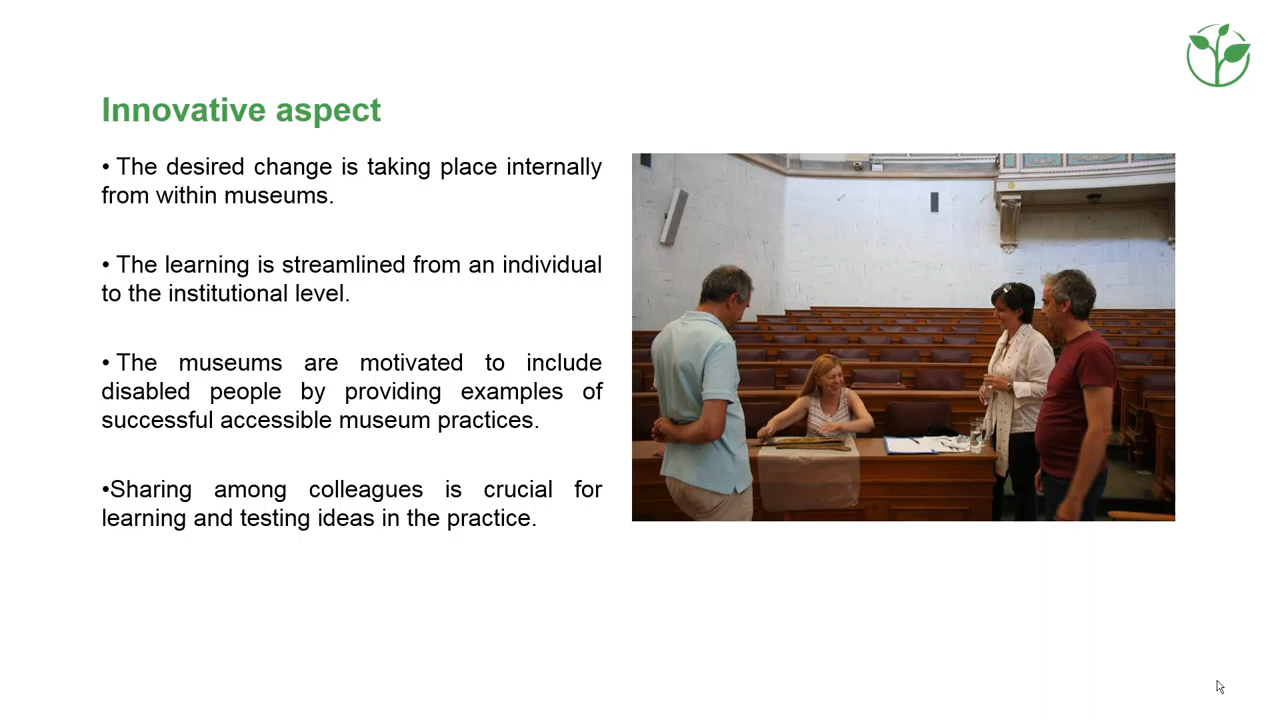 Innovative aspect
• The desired change is taking place internally
from within museums.
• The learning is streamlined from an individual
to the institutional level.
• The museums are motivated to include
disabled people by providing examples of
successful accessible museum practices.
•Sharing among colleagues is crucial for
learning and testing ideas in the practice.